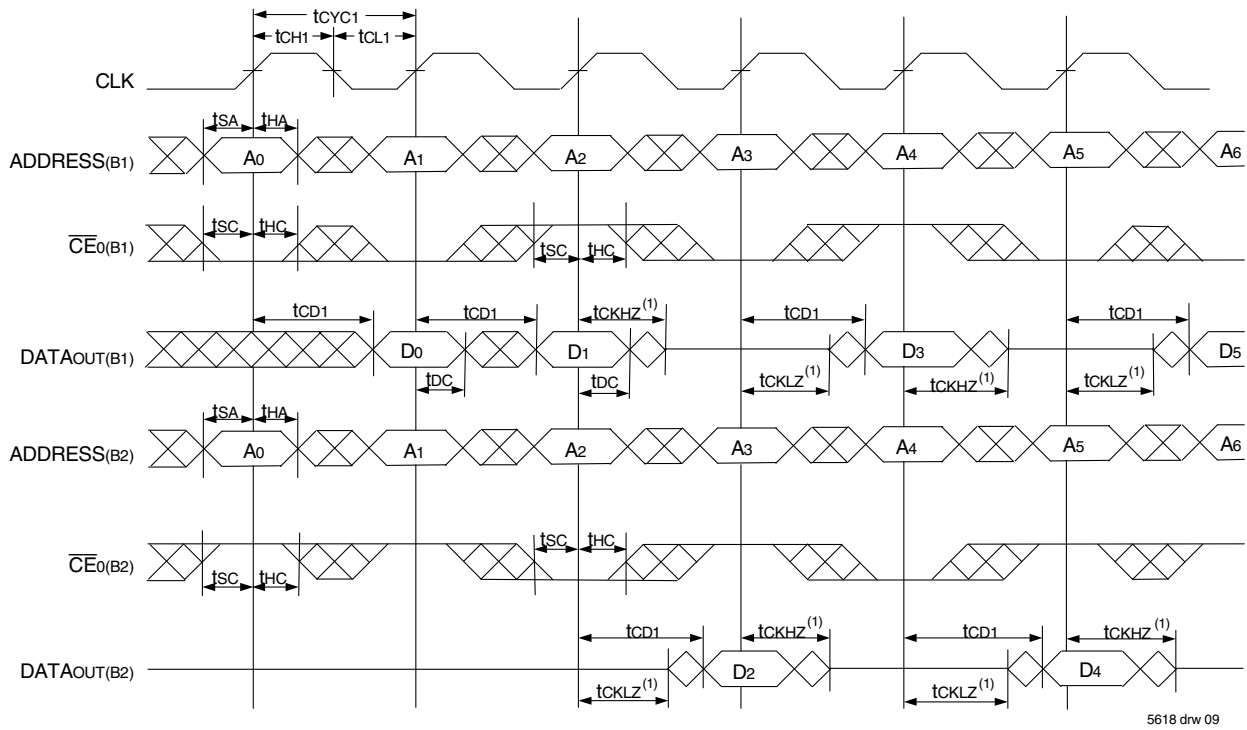 tCYC1
tCH1 tCL1
CLK
tSA tHA
ADDRESS(B1) A0 A1 A2 A3 A4 A5 A6
tSC tHC
CE0(B1) tSC tHC
tCD1 tCD1 tCKHZ(1) tCD1 tCD1
DATAOUT(B1) D0 D1 D3 D5
tDC tDC tCKLZ(1) tCKHZ(1) tCKLZ(1)
tSA tHA
ADDRESS(B2) A0 A1 A2 A3 A4 A5 A6
tSC tHC
CE0(B2)
tSC tHC
tCD1 tCKHZ(1) tCD1 tCKHZ(1)
DATAOUT(B2) D2 D4
tCKLZ(1) tCKLZ(1)
5618 drw 09